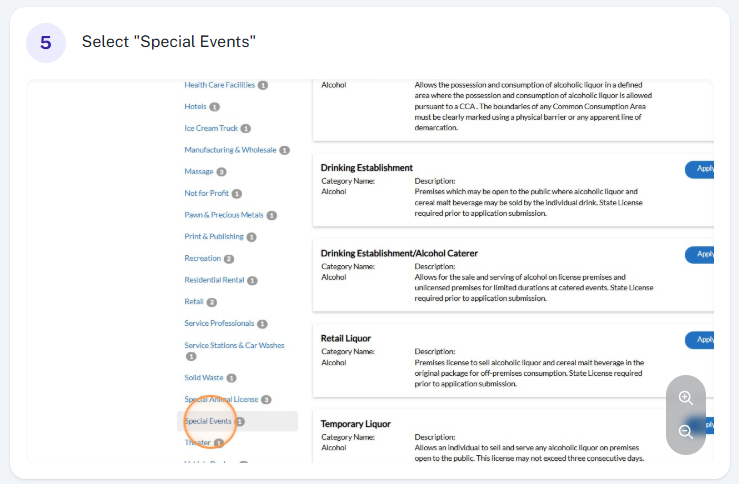 5
Select "Special Events"
Health Care Facilities 1
Hotels 1
Ice Cream Truck 1
Manufacturing & Wholesale 1
Massage 3
Not for Profit 1
Pawn & Precious Metals 1
Print & Publishing 1
Recreation 2
Residential Rental 1
Retail 2
Service Professionals 1
Service Stations & Car Washes
1
Solid Waste 1
Special Animal License 3
Special Events 1
Theater 1
Alcohol
Allows the possession and consumption of alcoholic liquor in a defined
area where the possession and consumption of alcoholic liquor is allowed
pursuant to a CCA. The boundaries of any Common Consumption Area
must be clearly marked using a physical barrier or any apparent line of
demarcation.
Drinking Establishment
Apply
Category Name:
Description:
Alcohol
Premises which may be open to the public where alcoholic liquor and
cereal malt beverage may be sold by the individual drink. State License
required prior to application submission.
Drinking Establishment/Alcohol Caterer
Apply
Category Name:
Description:
Alcohol
Allows for the sale and serving of alcohol on license premises and
unlicensed premises for limited durations at catered events. State License
required prior to application submission.
Retail Liquor
Apply
Category Name:
Description:
Alcohol
Premises license to sell alcoholic liquor and cereal malt beverage in the
original package for off-premises consumption. State License required
prior to application submission.
Temporary Liquor
Category Name:
Description:
Alcohol
Allows an individual to sell and serve any alcoholic liquor on premises
open to the public. This license may not exceed three consecutive days.